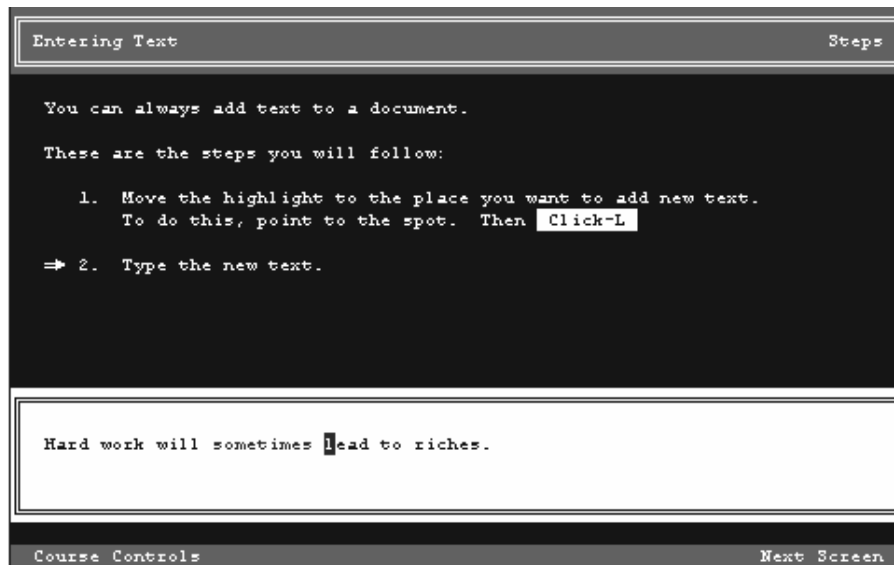 Entering Text Steps
You can always add text to a document.
These are the steps you will follow:
1. Move the highlight to the place you want to add new text.
To do this, point to the spot. Then Click-L
⇒ 2. Type the new text.
Hard work will sometimes lead to riches.
Course Controls Next Screen